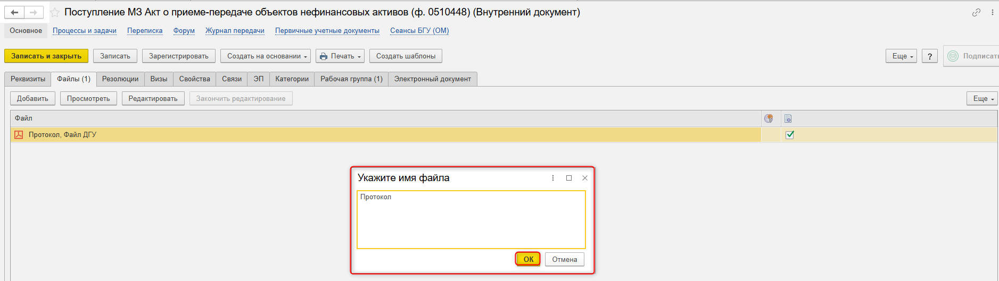 Поступление МЗ Акт о приеме-передаче объектов нефинансовых активов (ф. 0510448) (Внутренний документ)
Основное Процессы и задачи Переписка Форум Журнал передачи Первичные учетные документы Сеансы БГУ (ОМ)
Записать и закрыть Записать Зарегистрировать Создать на основании Печать Создать шаблоны Еще ? Подписать
Реквизиты Файлы (1) Резолюции Визы Свойства Связи ЭП Категории Рабочая группа (1) Электронный документ
Добавить Просмотреть Редактировать Закончить редактирование Еще
Файл
Протокол, Файл ДГУ
Укажите имя файла
Протокол
ОК Отмена